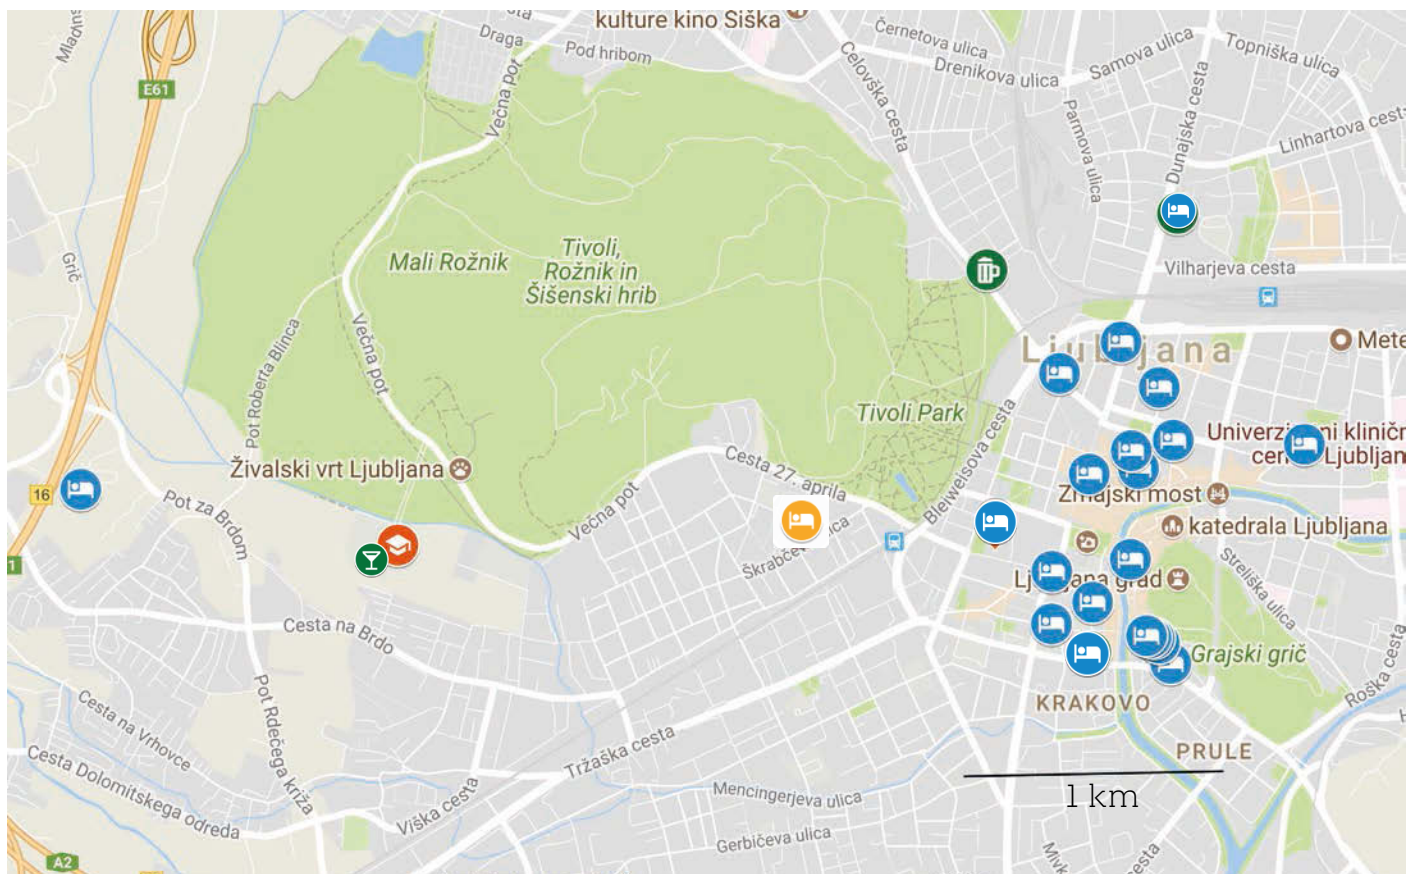 kulture kino Šiška
Draga
Pod hribom
Večna pot
Celovška cesta
Černetova ulica
Drenikova ulica
Samova ulica
Topniška ulica
Parmova ulica
Dunajska cesta
Linhartova cest
E61
Grič
Mali Rožnik
Tivoli,
Rožnik in
Šišenski hrib
Vilharjeva cesta
Ljubljana
Mete
Pot Roberta Blinca
Večna pot
Tivoli Park
Bleiweisova cesta
Živalski vrt Ljubljana
Cesta 27. aprila
16
Pot za Brdom
Večna pot
Zmajski most
katedrala Ljubljana
Škrabčeva ulica
1
Streliška ulica
Cesta na Brdo
Grajski grič
Roška cesta
Pot Rdečega križa
KRAKOVO
Cesta na Vrhovce
Tržaška cesta
PRULE
Cesta Dolomitskega odreda
Viška cesta
Mencingerjeva ulica
1 km
Gerbičeva ulica
A2
cesta